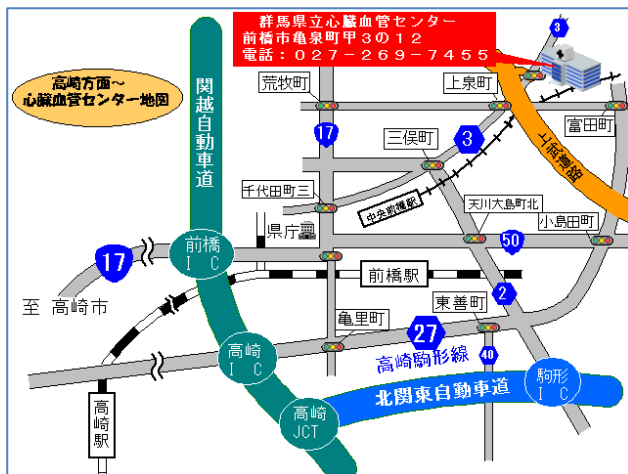 群馬県立心臓血管センター
前橋市亀泉町甲3の12
電話：027-269-7455
3
高崎方面～
心臓血管センター地図
関越自動車道
荒牧町
上泉町
富田町
17
三俣町
3
上武道路
千代田町三
中央前橋駅
天川大島町北
小島田町
県庁
50
17
前橋
IC
前橋駅
至 高崎市
2
東善町
亀里町
27
高崎駒形線
40
高崎
IC
駒形
IC
北関東自動車道
高崎駅
高崎
JCT